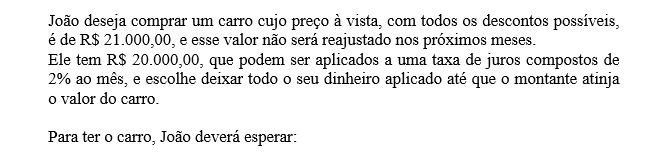 João deseja comprar um carro cujo preço à vista, com todos os descontos possíveis,
é de R$ 21.000,00, e esse valor não será reajustado nos próximos meses.
Ele tem R$ 20.000,00, que podem ser aplicados a uma taxa de juros compostos de
2% ao mês, e escolhe deixar todo o seu dinheiro aplicado até que o montante atinja
o valor do carro.
Para ter o carro, João deverá esperar: